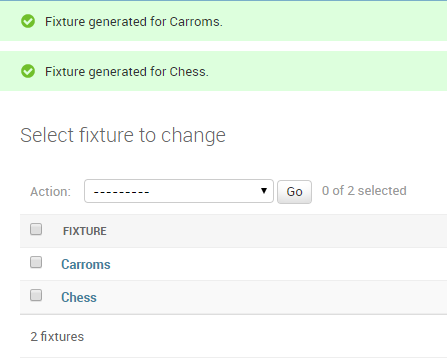 Fixture generated for Carroms.
Fixture generated for Chess.
Select fixture to change
Action: --------- Go 0 of 2 selected
FIXTURE
Carroms
Chess
2 fixtures